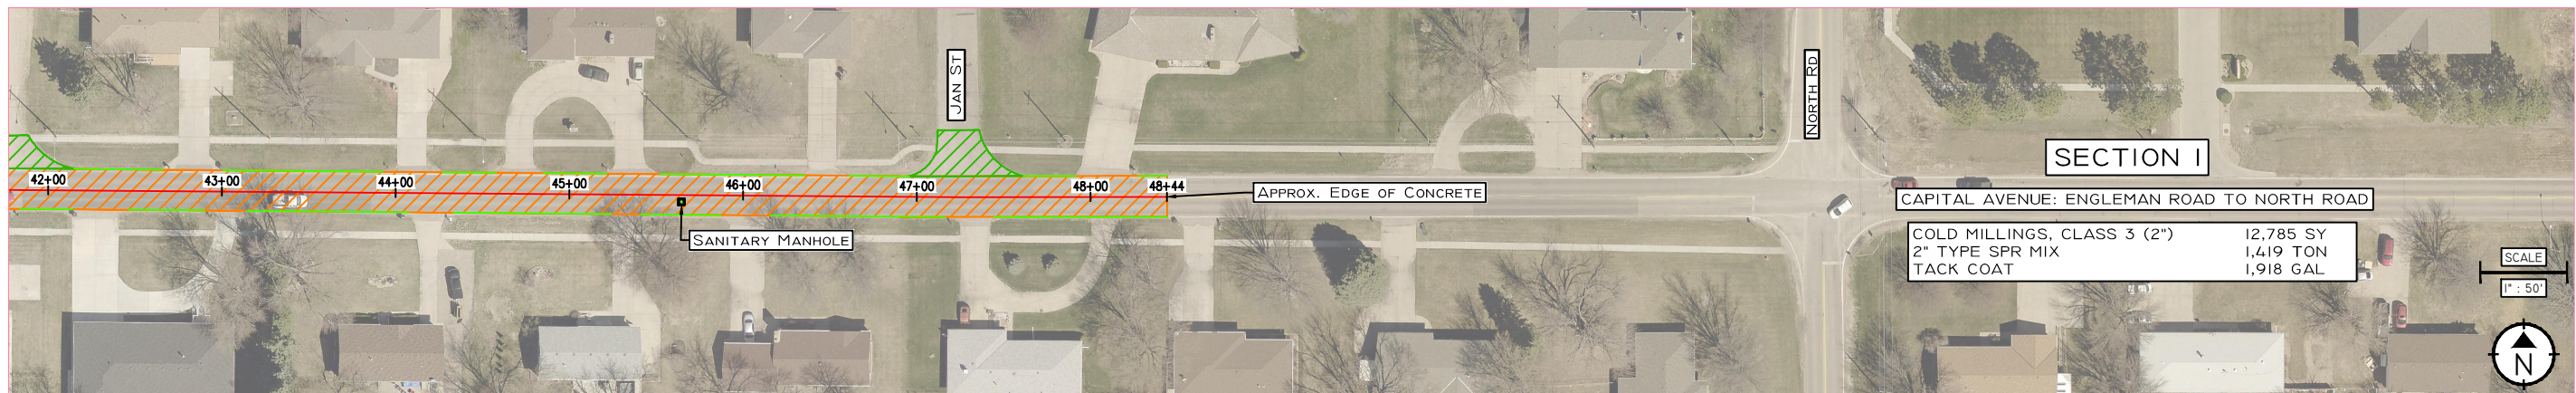 JAN ST
NORTH RD
SECTION 1
42+00
43+00
44+00
45+00
46+00
47+00
48+00
48+44
APPROX. EDGE OF CONCRETE
SANITARY MANHOLE
CAPITAL AVENUE: ENGLEMAN ROAD TO NORTH ROAD
COLD MILLINGS, CLASS 3 (2") 12,785 SY
2" TYPE SPR MIX 1,419 TON
TACK COAT 1,918 GAL
SCALE
1" : 50'
N